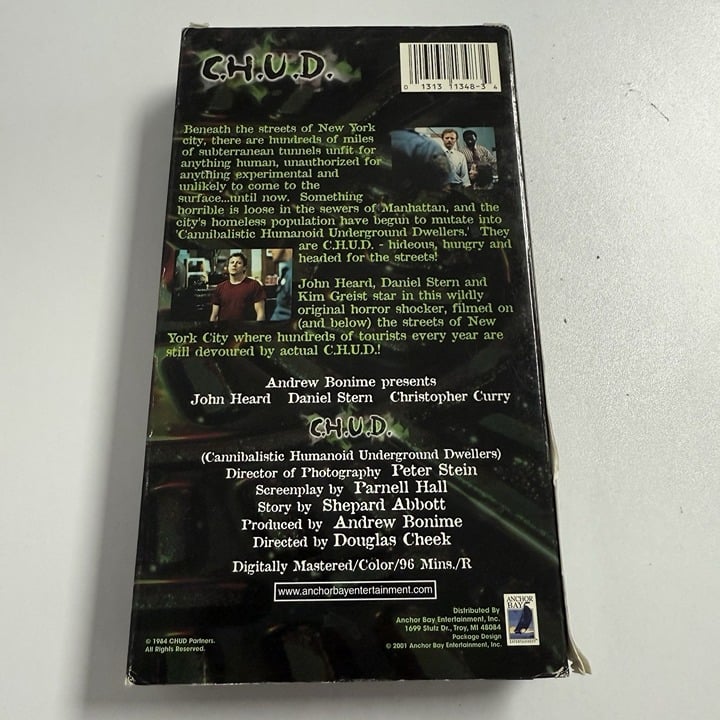 C.H.U.D.
0 1313 11348-3 4
Beneath the streets of New York
city, there are hundreds of miles
of subterranean tunnels unfit for
anything human, unauthorized for
anything experimental and
unlikely to come to the
surface...until now. Something
horrible is loose in the sewers of Manhattan, and the
city's homeless population have begun to mutate into
'Cannibalistic Humanoid Underground Dwellers.' They
are C.H.U.D. - hideous, hungry and
headed for the streets!
John Heard, Daniel Stern and
Kim Greist star in this wildly
original horror shocker, filmed on
(and below) the streets of New
York City where hundreds of tourists every year are
still devoured by actual C.H.U.D.!
Andrew Bonime presents
John Heard Daniel Stern Christopher Curry
C.H.U.D.
(Cannibalistic Humanoid Underground Dwellers)
Director of Photography Peter Stein
Screenplay by Parnell Hall
Story by Shepard Abbott
Produced by Andrew Bonime
Directed by Douglas Cheek
Digitally Mastered/Color/96 Mins./R
www.anchorbayentertainment.com
Distributed By
Anchor Bay Entertainment, Inc.
1699 Stutz Dr., Troy, MI 48084
Package Design
© 2001 Anchor Bay Entertainment, Inc.
ANCHOR
BAY
ENTERTAINMENT
© 1984 CHUD Partners.
All Rights Reserved.